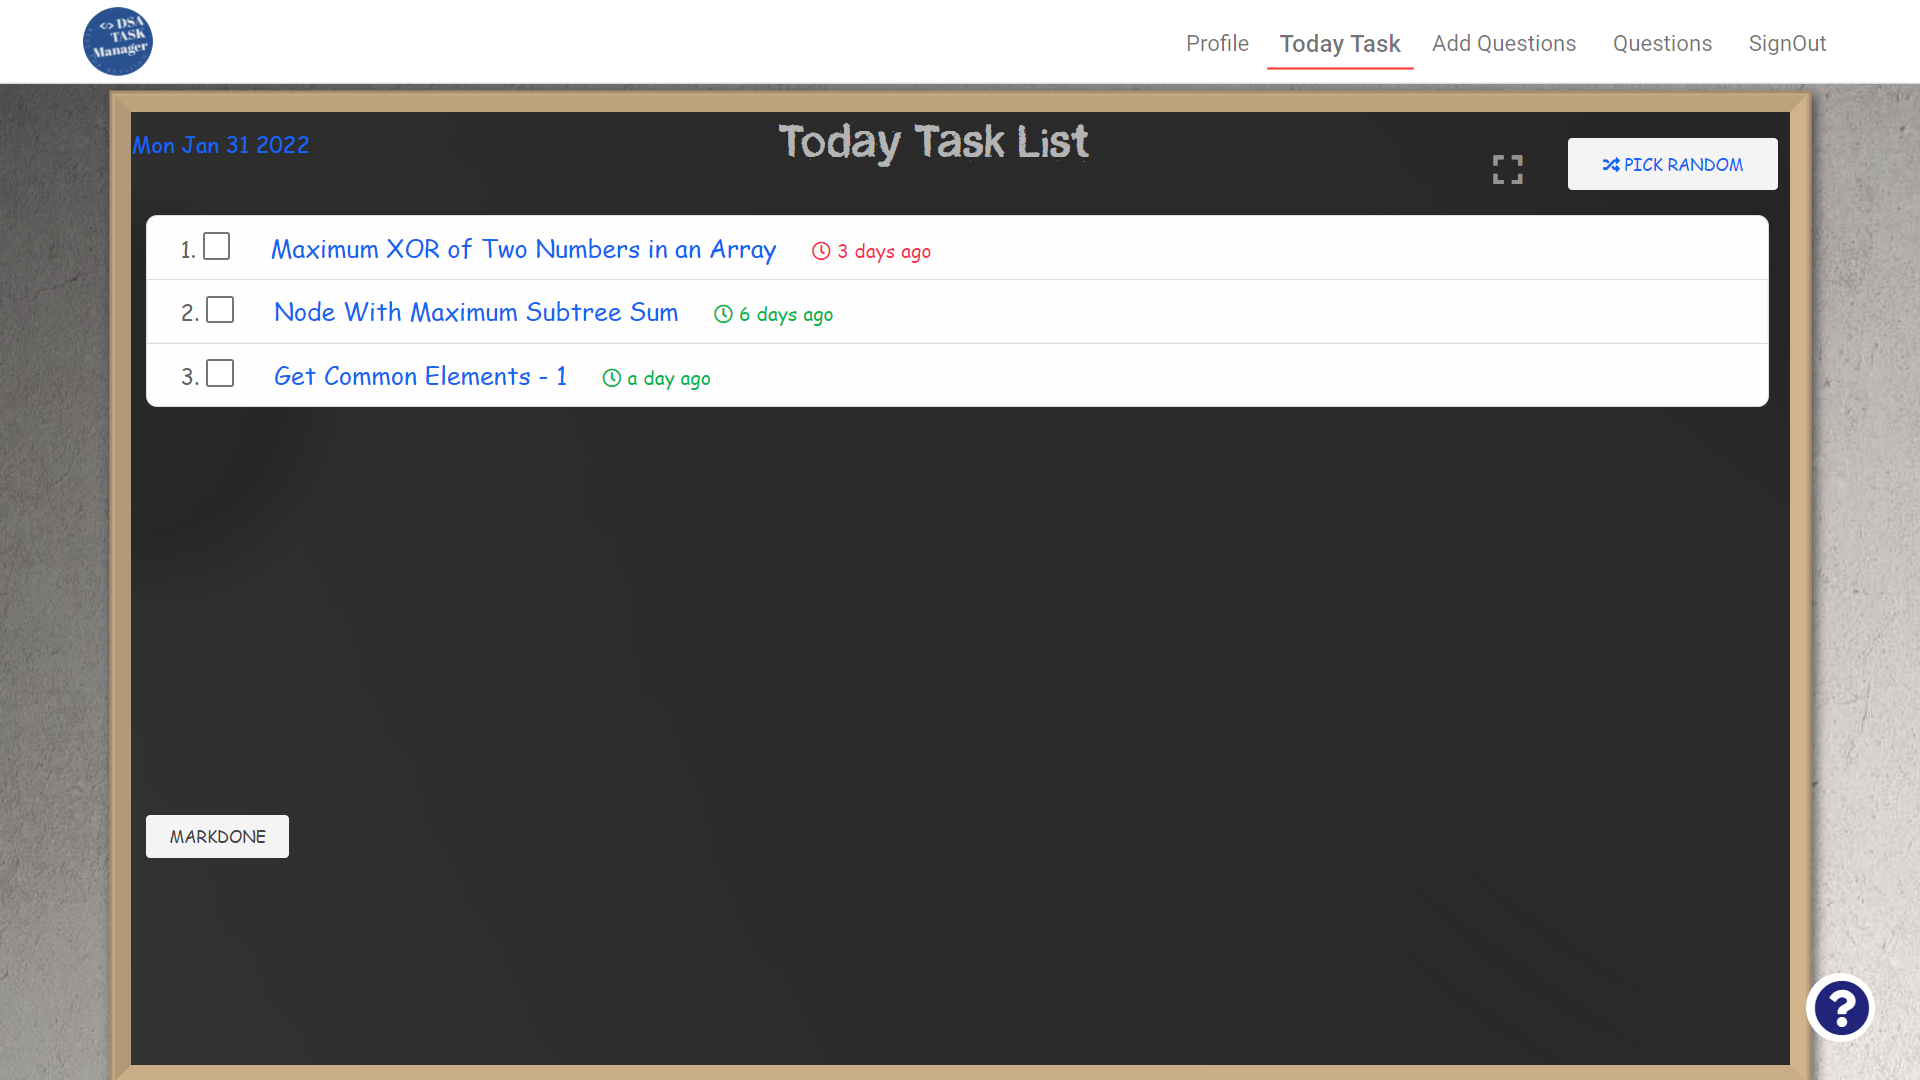 </> DSA
TASK
Manager
Profile
Today Task
Add Questions
Questions
SignOut
Mon Jan 31 2022
Today Task List
PICK RANDOM
1. Maximum XOR of Two Numbers in an Array 3 days ago
2. Node With Maximum Subtree Sum 6 days ago
3. Get Common Elements - 1 a day ago
MARKDONE
?